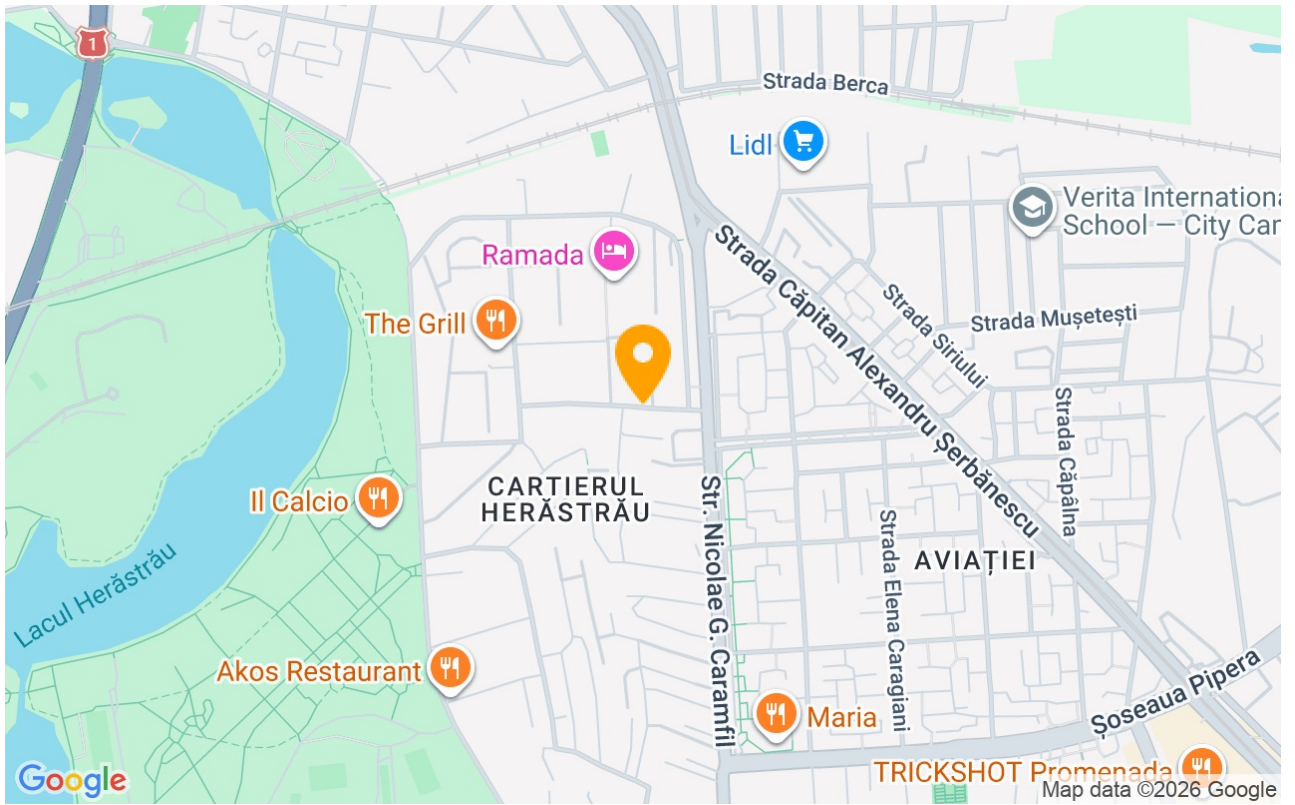 1
Strada Berca
Lidl
Verita Internationa
School — City Car
Ramada
Strada Căpitan Alexandru Șerbănescu
Strada Siriului
Strada Mușetești
The Grill
Strada Căpâlna
CARTIERUL
HERĂSTRĂU
Il Calcio
Str. Nicolae G. Caramfil
Strada Elena Caragiani
AVIAȚIEI
Lacul Herăstrău
Akos Restaurant
Maria
Șoseaua Pipera
TRICKSHOT Promenada
Google
Map data ©2026 Google